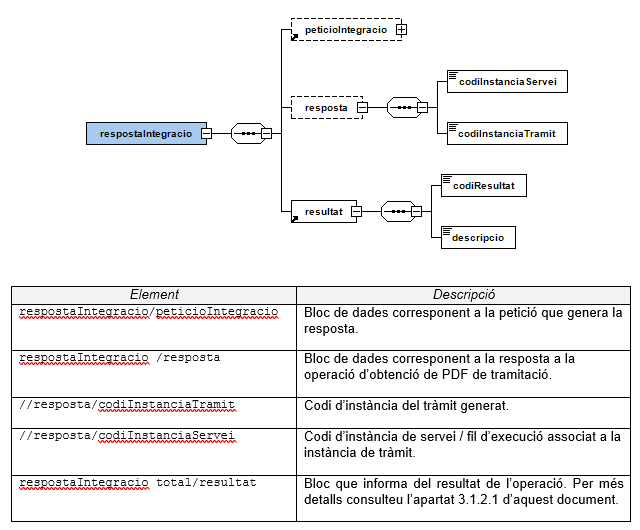 peticioIntegracio
codiInstanciaServei
resposta
respostaIntegracio
codiInstanciaTramit
codiResultat
resultat
descripcio
Element Descripció
respostaIntegracio/peticioIntegracio Bloc de dades corresponent a la petició que genera la
resposta.
respostaIntegracio /resposta Bloc de dades corresponent a la resposta a la
operació d'obtenció de PDF de tramitació.
//resposta/codiInstanciaTramit Codi d'instància del tràmit generat.
//resposta/codiInstanciaServei Codi d'instància de servei / fil d'execució associat a la
instància de tràmit.
respostaIntegracio total/resultat Bloc que informa del resultat de l'operació. Per més
detalls consulteu l'apartat 3.1.2.1 d'aquest document.